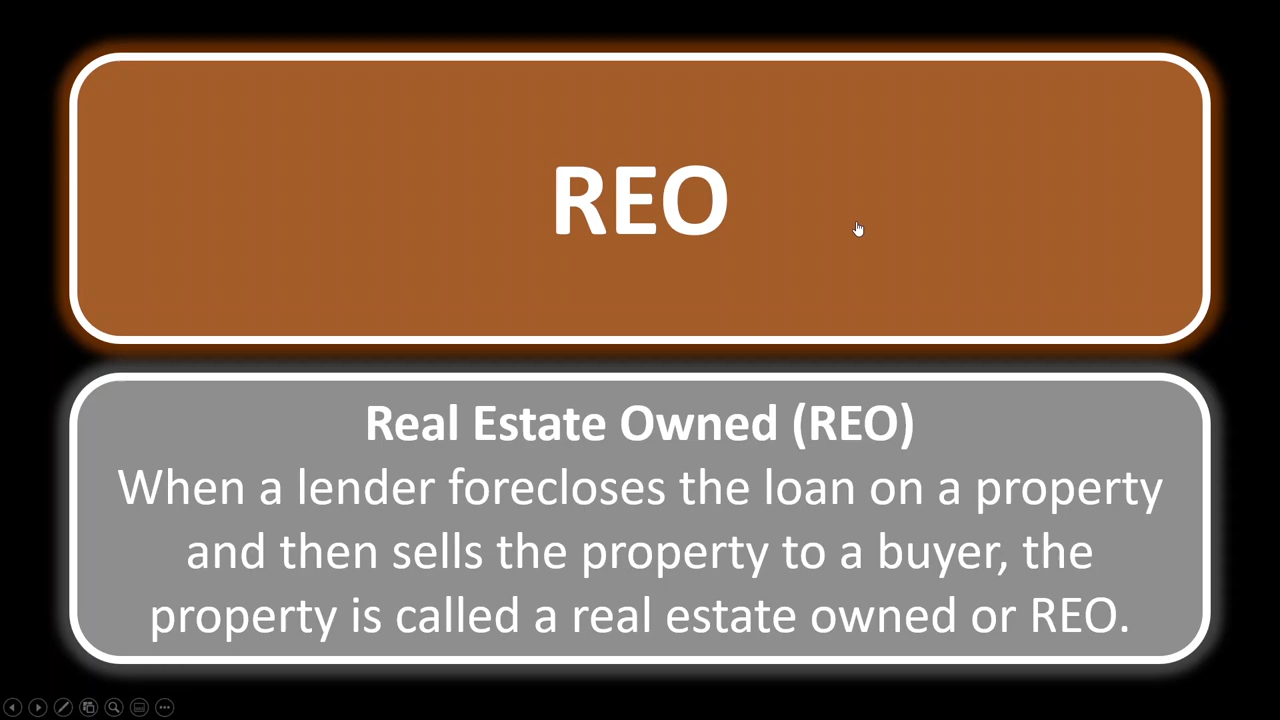 REO
Real Estate Owned (REO)
When a lender forecloses the loan on a property
and then sells the property to a buyer, the
property is called a real estate owned or REO.